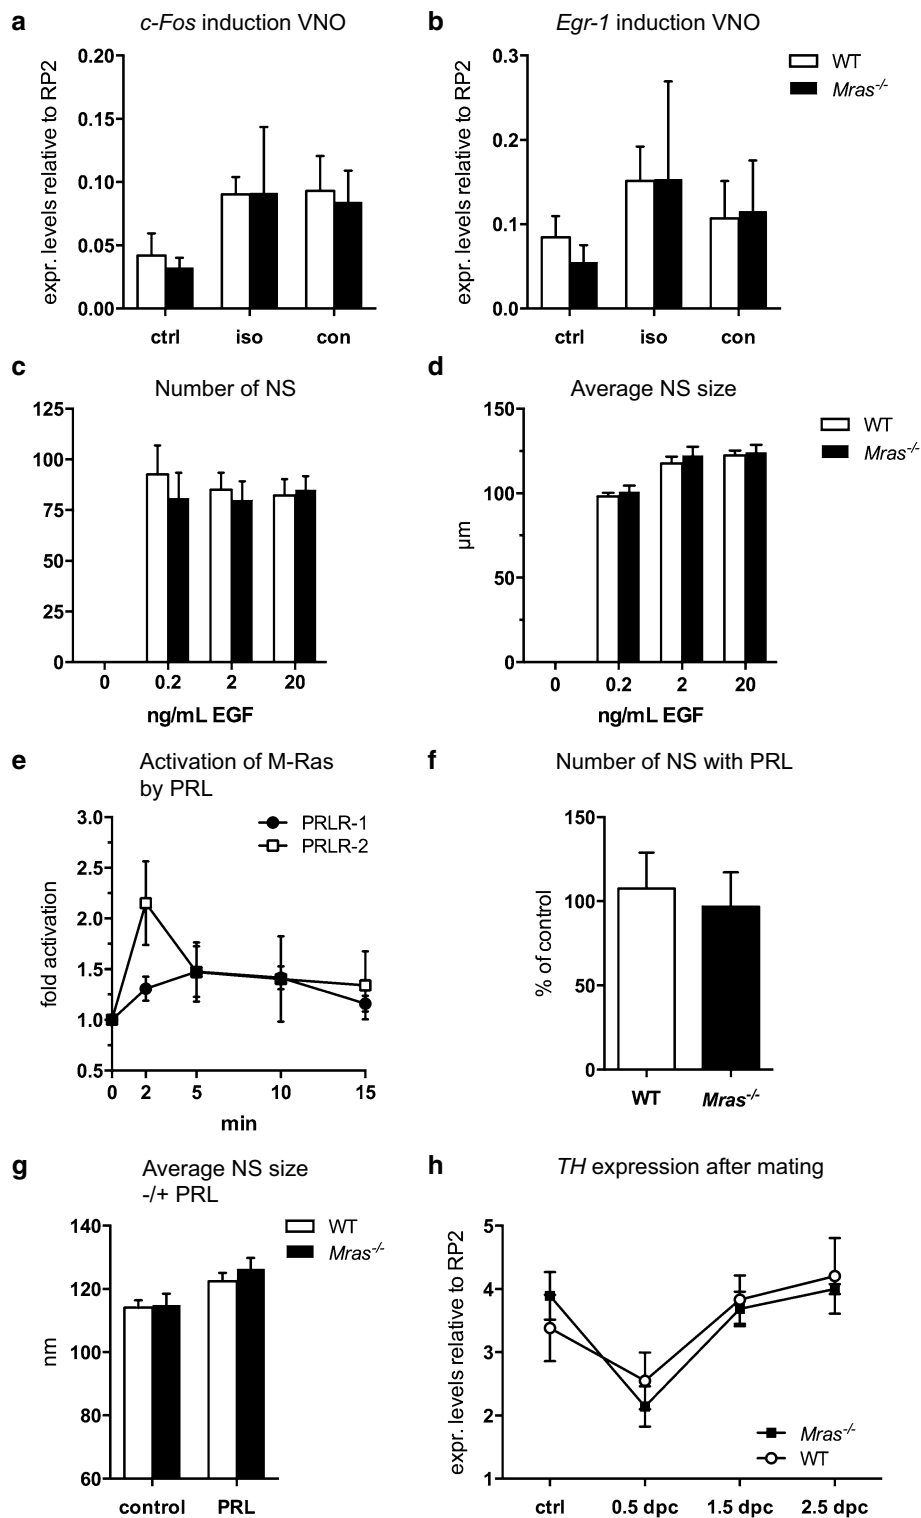 a
c-Fos induction VNO
expr. levels relative to RP2
0.20
0.15
0.10
0.05
0.00
ctrl iso con
b
Egr-1 induction VNO
expr. levels relative to RP2
0.3
0.2
0.1
0.0
ctrl iso con
WT
Mras-/-
c
Number of NS
125
100
75
50
25
0
0 0.2 2 20
ng/mL EGF
d
Average NS size
µm
150
100
50
0
0 0.2 2 20
ng/mL EGF
WT
Mras-/-
e
Activation of M-Ras
by PRL
PRLR-1
PRLR-2
fold activation
3.0
2.5
2.0
1.5
1.0
0.5
0 2 5 10 15
min
f
Number of NS with PRL
% of control
150
100
50
0
WT Mras-/-
g
Average NS size
-/+ PRL
WT
Mras-/-
nm
140
120
100
80
60
control PRL
h
TH expression after mating
expr. levels relative to RP2
5
4
3
2
1
Mras-/-
WT
ctrl 0.5 dpc 1.5 dpc 2.5 dpc